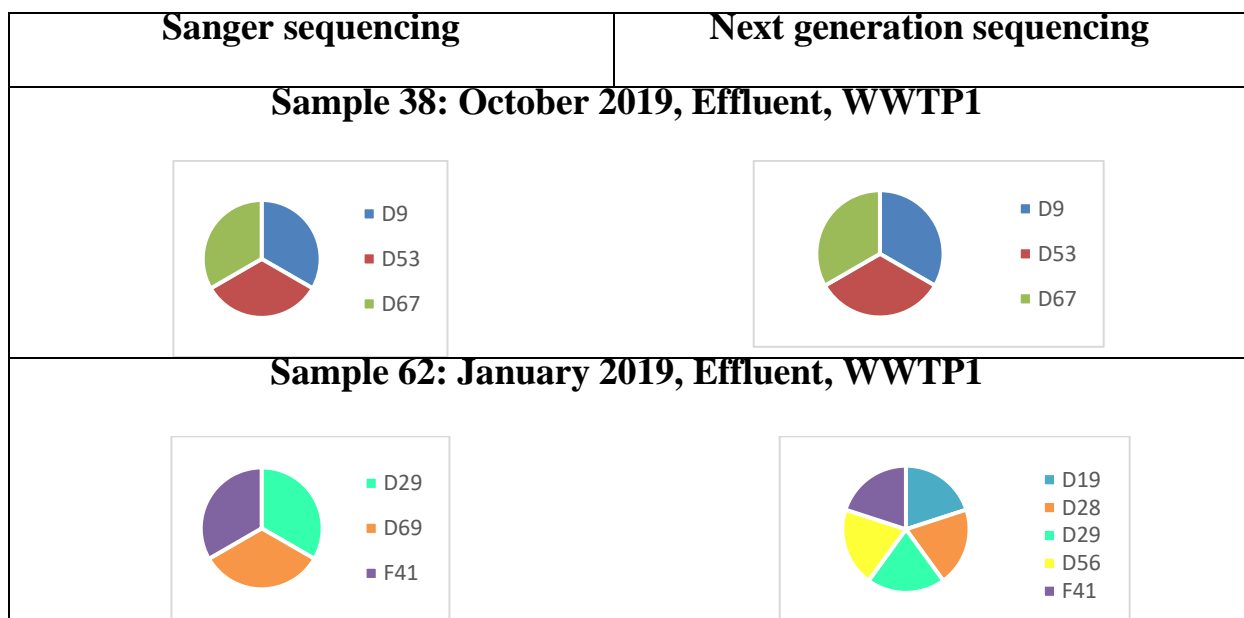 Sanger sequencing
Next generation sequencing
Sample 38: October 2019, Effluent, WWTP1
D9
D53
D67
D9
D53
D67
Sample 62: January 2019, Effluent, WWTP1
D29
D69
F41
D19
D28
D29
D56
F41